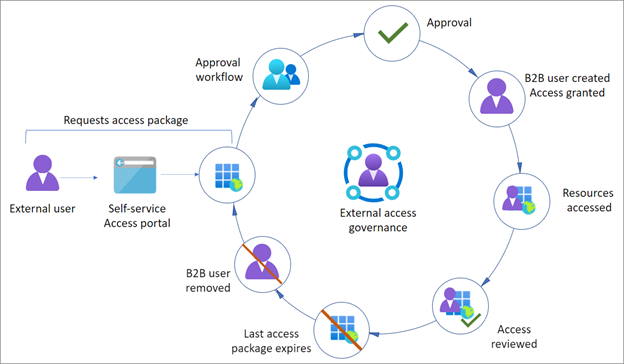 Approval
Approval
workflow
B2B user created
Access granted
Requests access package
External user
Self-service
Access portal
External access
governance
Resources
accessed
B2B user
removed
Last access
package expires
Access
reviewed